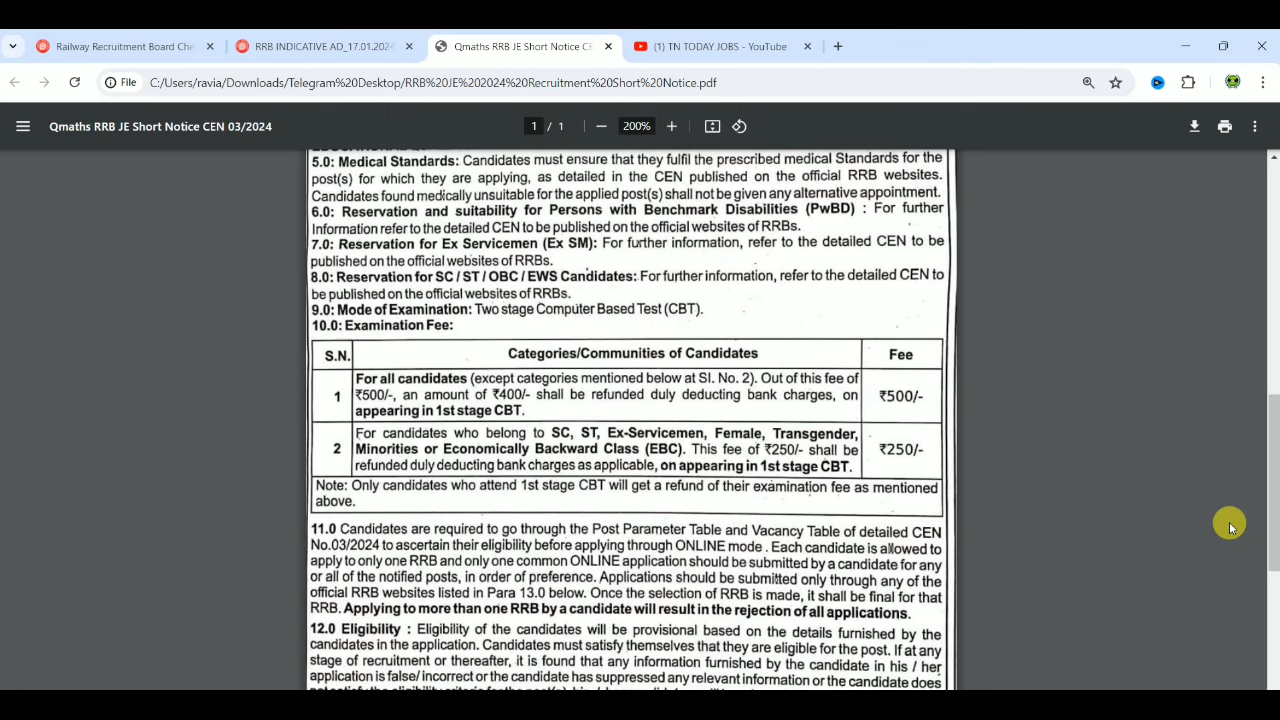 Railway Recruitment Board Che
RRB INDICATIVE AD_17.01.2024
Qmaths RRB JE Short Notice CE
(1) TN TODAY JOBS - YouTube
File
C:/Users/ravia/Downloads/Telegram%20Desktop/RRB%20JE%202024%20Recruitment%20Short%20Notice.pdf
Qmaths RRB JE Short Notice CEN 03/2024
1 / 1
200%
5.0: Medical Standards: Candidates must ensure that they fulfil the prescribed medical Standards for the
post(s) for which they are applying, as detailed in the CEN published on the official RRB websites.
Candidates found medically unsuitable for the applied post(s) shall not be given any alternative appointment.
6.0: Reservation and suitability for Persons with Benchmark Disabilities (PwBD) : For further
Information refer to the detailed CEN to be published on the official websites of RRBs.
7.0: Reservation for Ex Servicemen (Ex SM): For further information, refer to the detailed CEN to be
published on the official websites of RRBs.
8.0: Reservation for SC / ST / OBC / EWS Candidates: For further information, refer to the detailed CEN to
be published on the official websites of RRBs.
9.0: Mode of Examination: Two stage Computer Based Test (CBT).
10.0: Examination Fee:
S.N. Categories/Communities of Candidates Fee
For all candidates (except categories mentioned below at Sl. No. 2). Out of this fee of
1 ₹500/-, an amount of ₹400/- shall be refunded duly deducting bank charges, on ₹500/-
appearing in 1st stage CBT.
For candidates who belong to SC, ST, Ex-Servicemen, Female, Transgender,
2 Minorities or Economically Backward Class (EBC). This fee of ₹250/- shall be ₹250/-
refunded duly deducting bank charges as applicable, on appearing in 1st stage CBT.
Note: Only candidates who attend 1st stage CBT will get a refund of their examination fee as mentioned
above.
11.0 Candidates are required to go through the Post Parameter Table and Vacancy Table of detailed CEN
No.03/2024 to ascertain their eligibility before applying through ONLINE mode . Each candidate is allowed to
apply to only one RRB and only one common ONLINE application should be submitted by a candidate for any
or all of the notified posts, in order of preference. Applications should be submitted only through any of the
official RRB websites listed in Para 13.0 below. Once the selection of RRB is made, it shall be final for that
RRB. Applying to more than one RRB by a candidate will result in the rejection of all applications.
12.0 Eligibility : Eligibility of the candidates will be provisional based on the details furnished by the
candidates in the application. Candidates must satisfy themselves that they are eligible for the post. If at any
stage of recruitment or thereafter, it is found that any information furnished by the candidate in his / her
application is false/ incorrect or the candidate has suppressed any relevant information or the candidate does